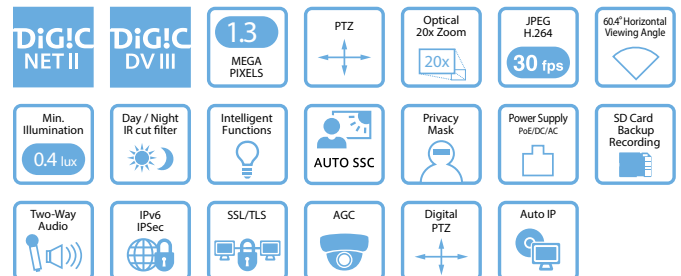 DiG!C
NET II
DiG!C
DV III
1.3
MEGA
PIXELS
PTZ
Optical
20x Zoom
20x
JPEG
H.264
30 fps
60.4° Horizontal
Viewing Angle
Min.
Illumination
0.4 lux
Day / Night
IR cut filter
Intelligent
Functions
AUTO SSC
Privacy
Mask
Power Supply
PoE/DC/AC
SD Card
Backup
Recording
Two-Way
Audio
IPv6
IPSec
SSL/TLS
AGC
Digital
PTZ
Auto IP